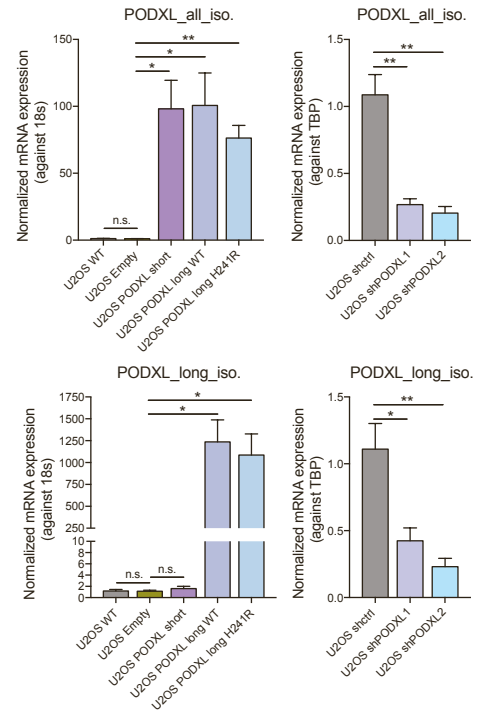 PODXL_all_iso.
Normalized mRNA expression
(against 18s)
150
100
50
0
n.s.
*
*
**
U2OS WT
U2OS Empty
U2OS PODXL short
U2OS PODXL long WT
U2OS PODXL long H241R
PODXL_all_iso.
Normalized mRNA expression
(against TBP)
1.5
1.0
0.5
0.0
**
**
U2OS shctrl
U2OS shPODXL1
U2OS shPODXL2
PODXL_long_iso.
Normalized mRNA expression
(against 18s)
1750
1500
1250
1000
750
500
250
10
8
6
4
2
0
n.s.
n.s.
*
*
U2OS WT
U2OS Empty
U2OS PODXL short
U2OS PODXL long WT
U2OS PODXL long H241R
PODXL_long_iso.
Normalized mRNA expression
(against TBP)
1.5
1.0
0.5
0.0
**
*
U2OS shctrl
U2OS shPODXL1
U2OS shPODXL2